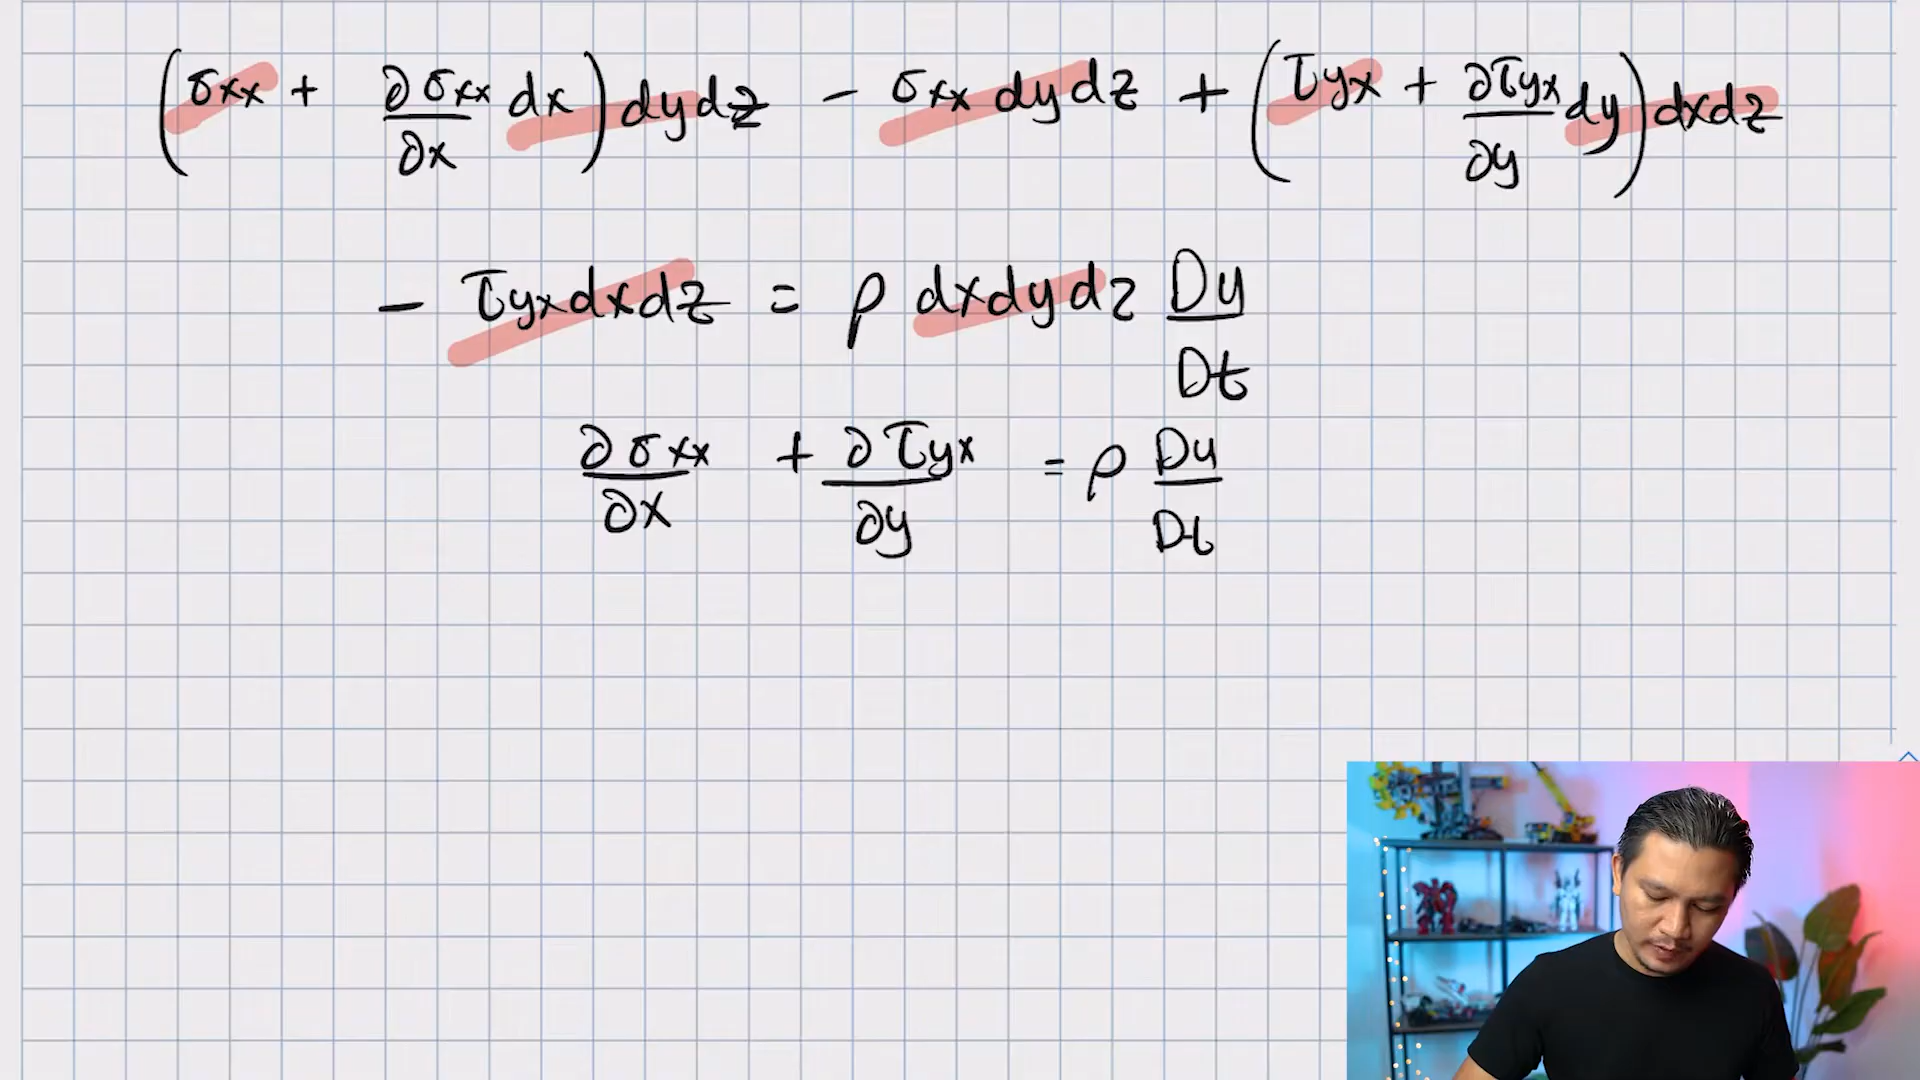 (σxx + ∂σxx/∂x dx) dydz − σxx dydz + (τyx + ∂τyx/∂y dy) dxdz
− τyx dxdz = ρ dxdydz Du/Dt
∂σxx/∂x + ∂τyx/∂y = ρ Du/Dt